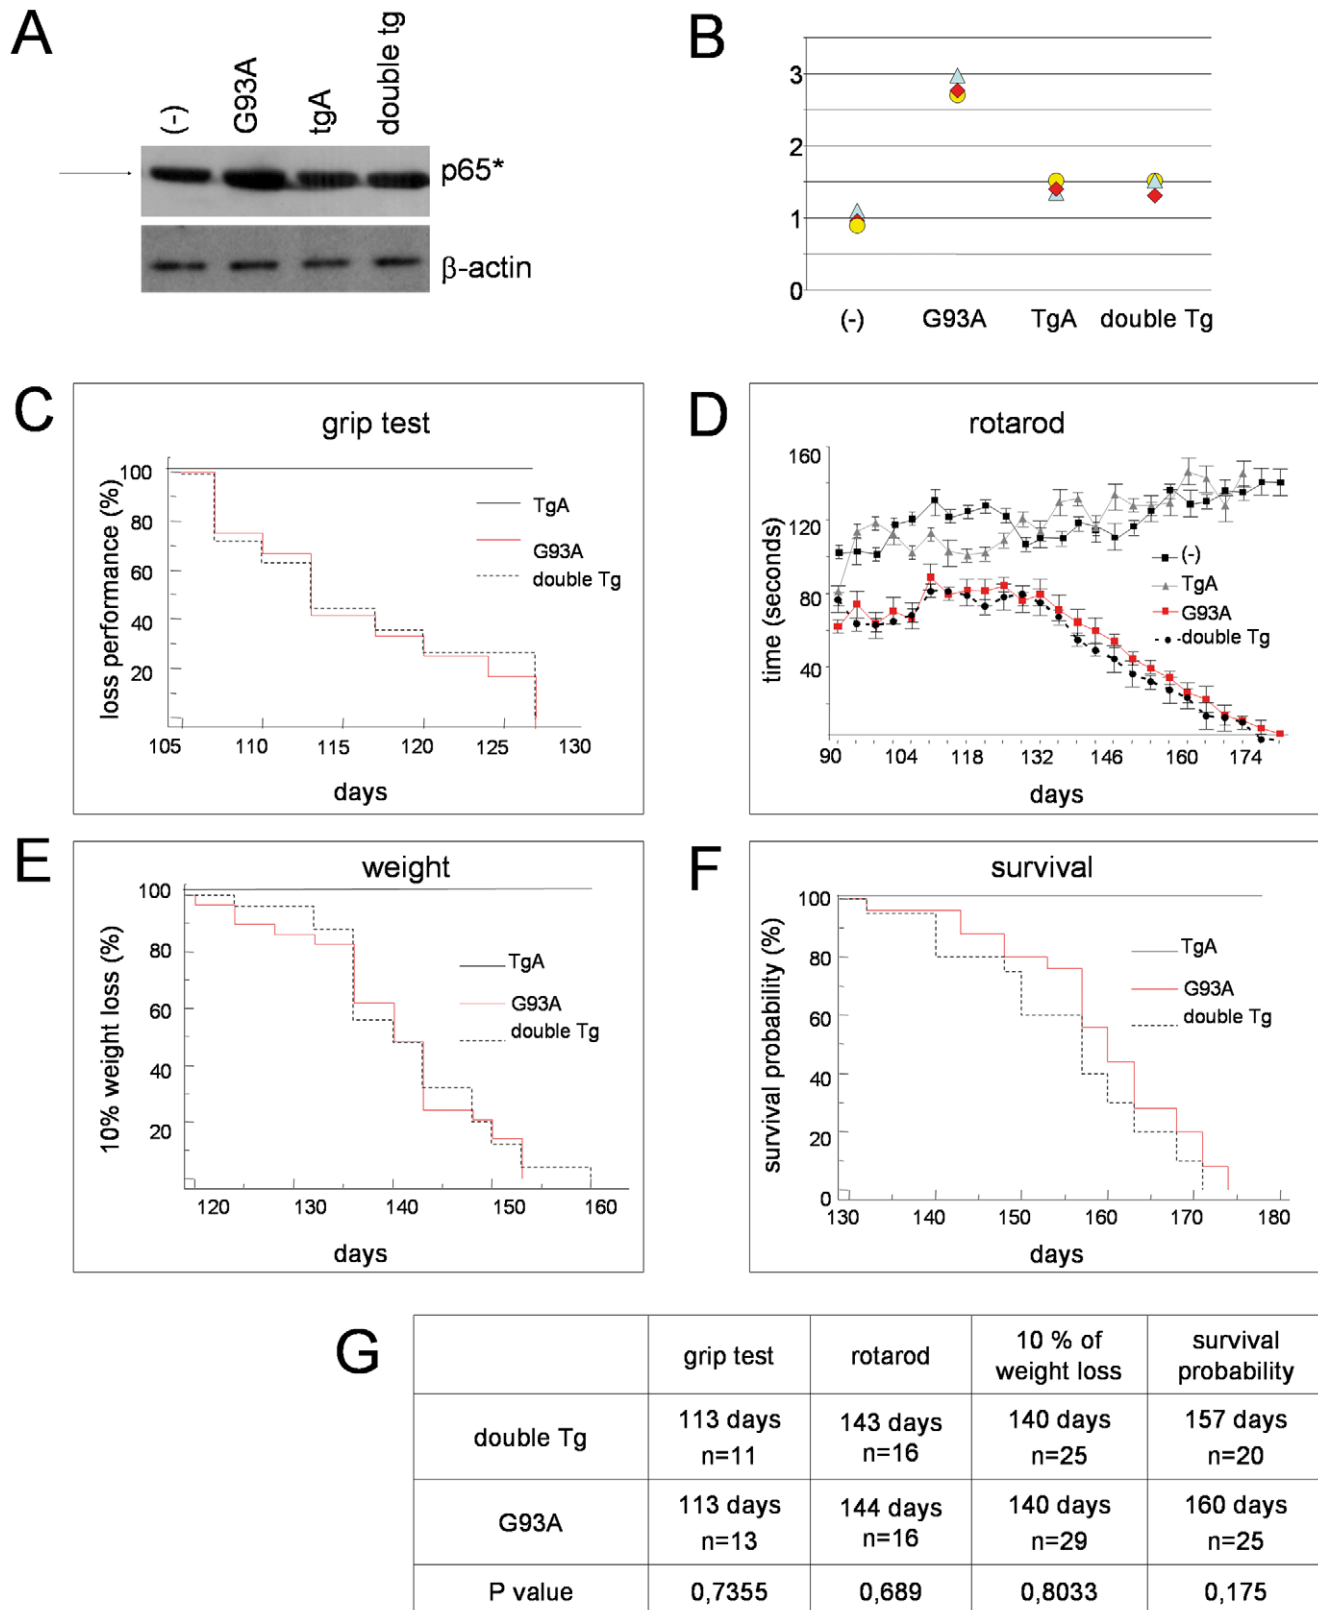 A
(-)
G93A
tgA
double tg
p65*
β-actin
B
3
2
1
0
(-)
G93A
TgA
double Tg
C
grip test
loss performance (%)
100
80
60
40
20
TgA
G93A
double Tg
105
110
115
120
125
130
days
D
rotarod
time (seconds)
160
120
80
40
(-)
TgA
G93A
double Tg
90
104
118
132
146
160
174
days
E
weight
10% weight loss (%)
100
80
60
40
20
TgA
G93A
double Tg
120
130
140
150
160
days
F
survival
survival probability (%)
100
80
60
40
20
0
TgA
G93A
double Tg
130
140
150
160
170
180
days
G
grip test
rotarod
10 % of
weight loss
survival
probability
double Tg
113 days
n=11
143 days
n=16
140 days
n=25
157 days
n=20
G93A
113 days
n=13
144 days
n=16
140 days
n=29
160 days
n=25
P value
0,7355
0,689
0,8033
0,175